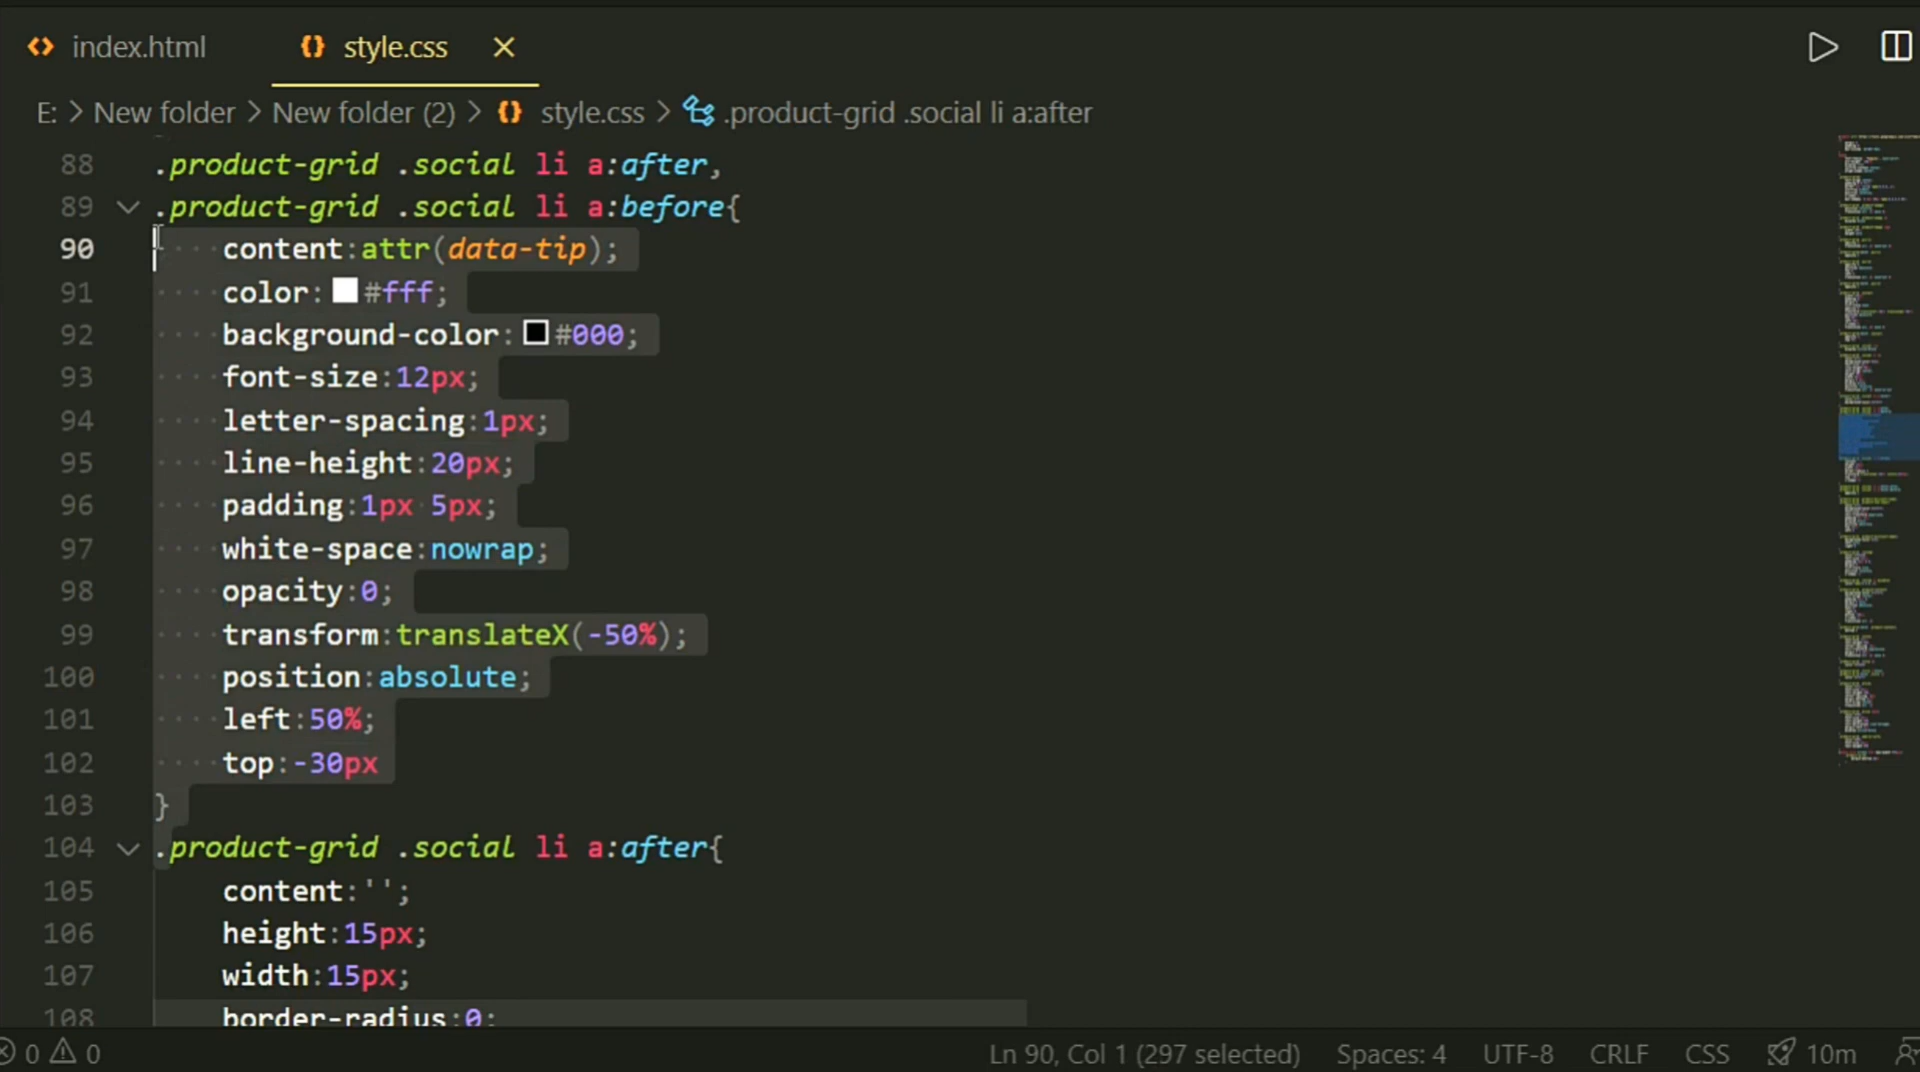 index.html style.css
E: > New folder > New folder (2) > style.css > .product-grid .social li a:after
88 .product-grid .social li a:after,
89 .product-grid .social li a:before{
90 content:attr(data-tip);
91 color:#fff;
92 background-color:#000;
93 font-size:12px;
94 letter-spacing:1px;
95 line-height:20px;
96 padding:1px 5px;
97 white-space:nowrap;
98 opacity:0;
99 transform:translateX(-50%);
100 position:absolute;
101 left:50%;
102 top:-30px
103 }
104 .product-grid .social li a:after{
105 content:'';
106 height:15px;
107 width:15px;
108 border-radius:0;
0 0 Ln 90, Col 1 (297 selected) Spaces: 4 UTF-8 CRLF CSS 10m